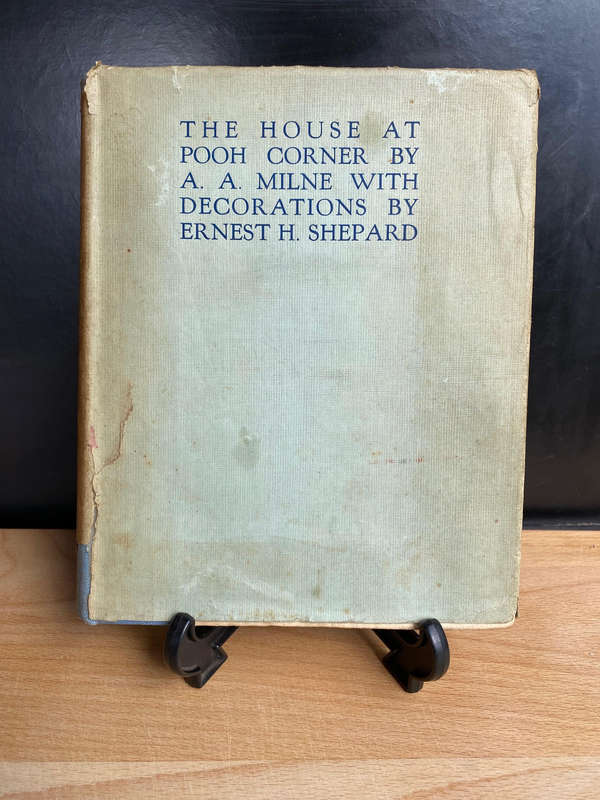 THE HOUSE AT
POOH CORNER BY
A. A. MILNE WITH
DECORATIONS BY
ERNEST H. SHEPARD